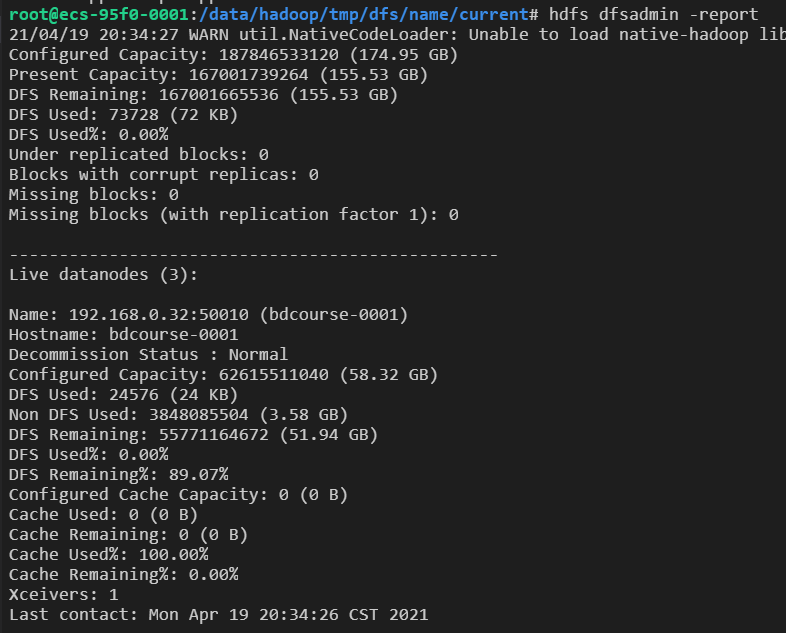 root@ecs-95f0-0001:/data/hadoop/tmp/dfs/name/current# hdfs dfsadmin -report
21/04/19 20:34:27 WARN util.NativeCodeLoader: Unable to load native-hadoop lib
Configured Capacity: 187846533120 (174.95 GB)
Present Capacity: 167001739264 (155.53 GB)
DFS Remaining: 167001665536 (155.53 GB)
DFS Used: 73728 (72 KB)
DFS Used%: 0.00%
Under replicated blocks: 0
Blocks with corrupt replicas: 0
Missing blocks: 0
Missing blocks (with replication factor 1): 0
-------------------------------------------------
Live datanodes (3):
Name: 192.168.0.32:50010 (bdcourse-0001)
Hostname: bdcourse-0001
Decommission Status : Normal
Configured Capacity: 62615511040 (58.32 GB)
DFS Used: 24576 (24 KB)
Non DFS Used: 3848085504 (3.58 GB)
DFS Remaining: 55771164672 (51.94 GB)
DFS Used%: 0.00%
DFS Remaining%: 89.07%
Configured Cache Capacity: 0 (0 B)
Cache Used: 0 (0 B)
Cache Remaining: 0 (0 B)
Cache Used%: 100.00%
Cache Remaining%: 0.00%
Xceivers: 1
Last contact: Mon Apr 19 20:34:26 CST 2021